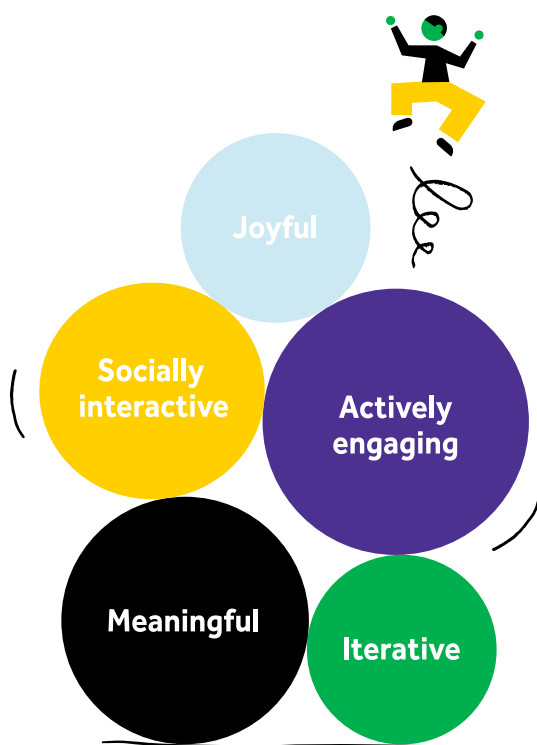 Joyful
Socially
interactive
Actively
engaging
Meaningful
Iterative